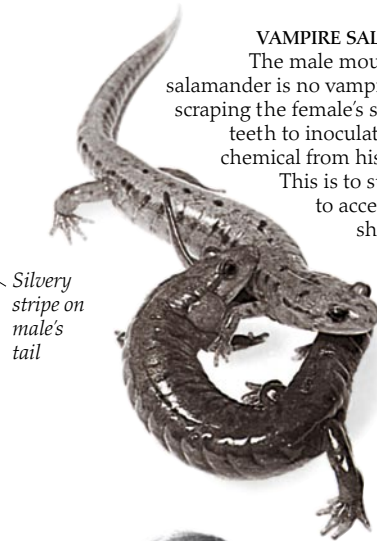 VAMPIRE SAL
The male mou
salamander is no vampi
scraping the female's s
teeth to inoculat
chemical from his
This is to
to acce
sh
Silvery
stripe on
male's
tail